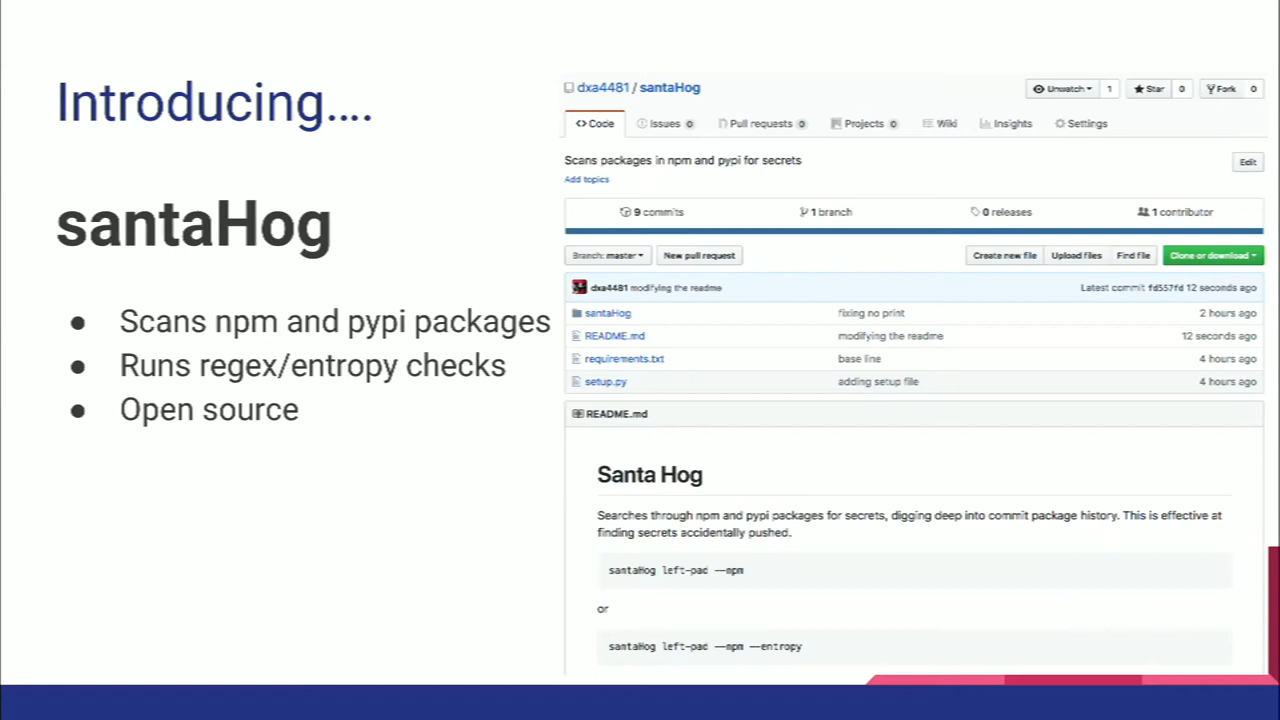 Introducing....
santaHog
● Scans npm and pypi packages
● Runs regex/entropy checks
● Open source
dxa4481 / santaHog
Unwatch 1 Star 0 Fork 0
Code Issues 0 Pull requests 0 Projects 0 Wiki Insights Settings
Scans packages in npm and pypi for secrets
Edit
Add topics
9 commits 1 branch 0 releases 1 contributor
Branch: master New pull request Create new file Upload files Find file Clone or download
dxa4481 modifying the readme Latest commit fd557fd 12 seconds ago
santaHog fixing no print 2 hours ago
README.md modifying the readme 12 seconds ago
requirements.txt base line 4 hours ago
setup.py adding setup file 4 hours ago
README.md
Santa Hog
Searches through npm and pypi packages for secrets, digging deep into commit package history. This is effective at
finding secrets accidentally pushed.
santaHog left-pad --npm
or
santaHog left-pad --npm --entropy